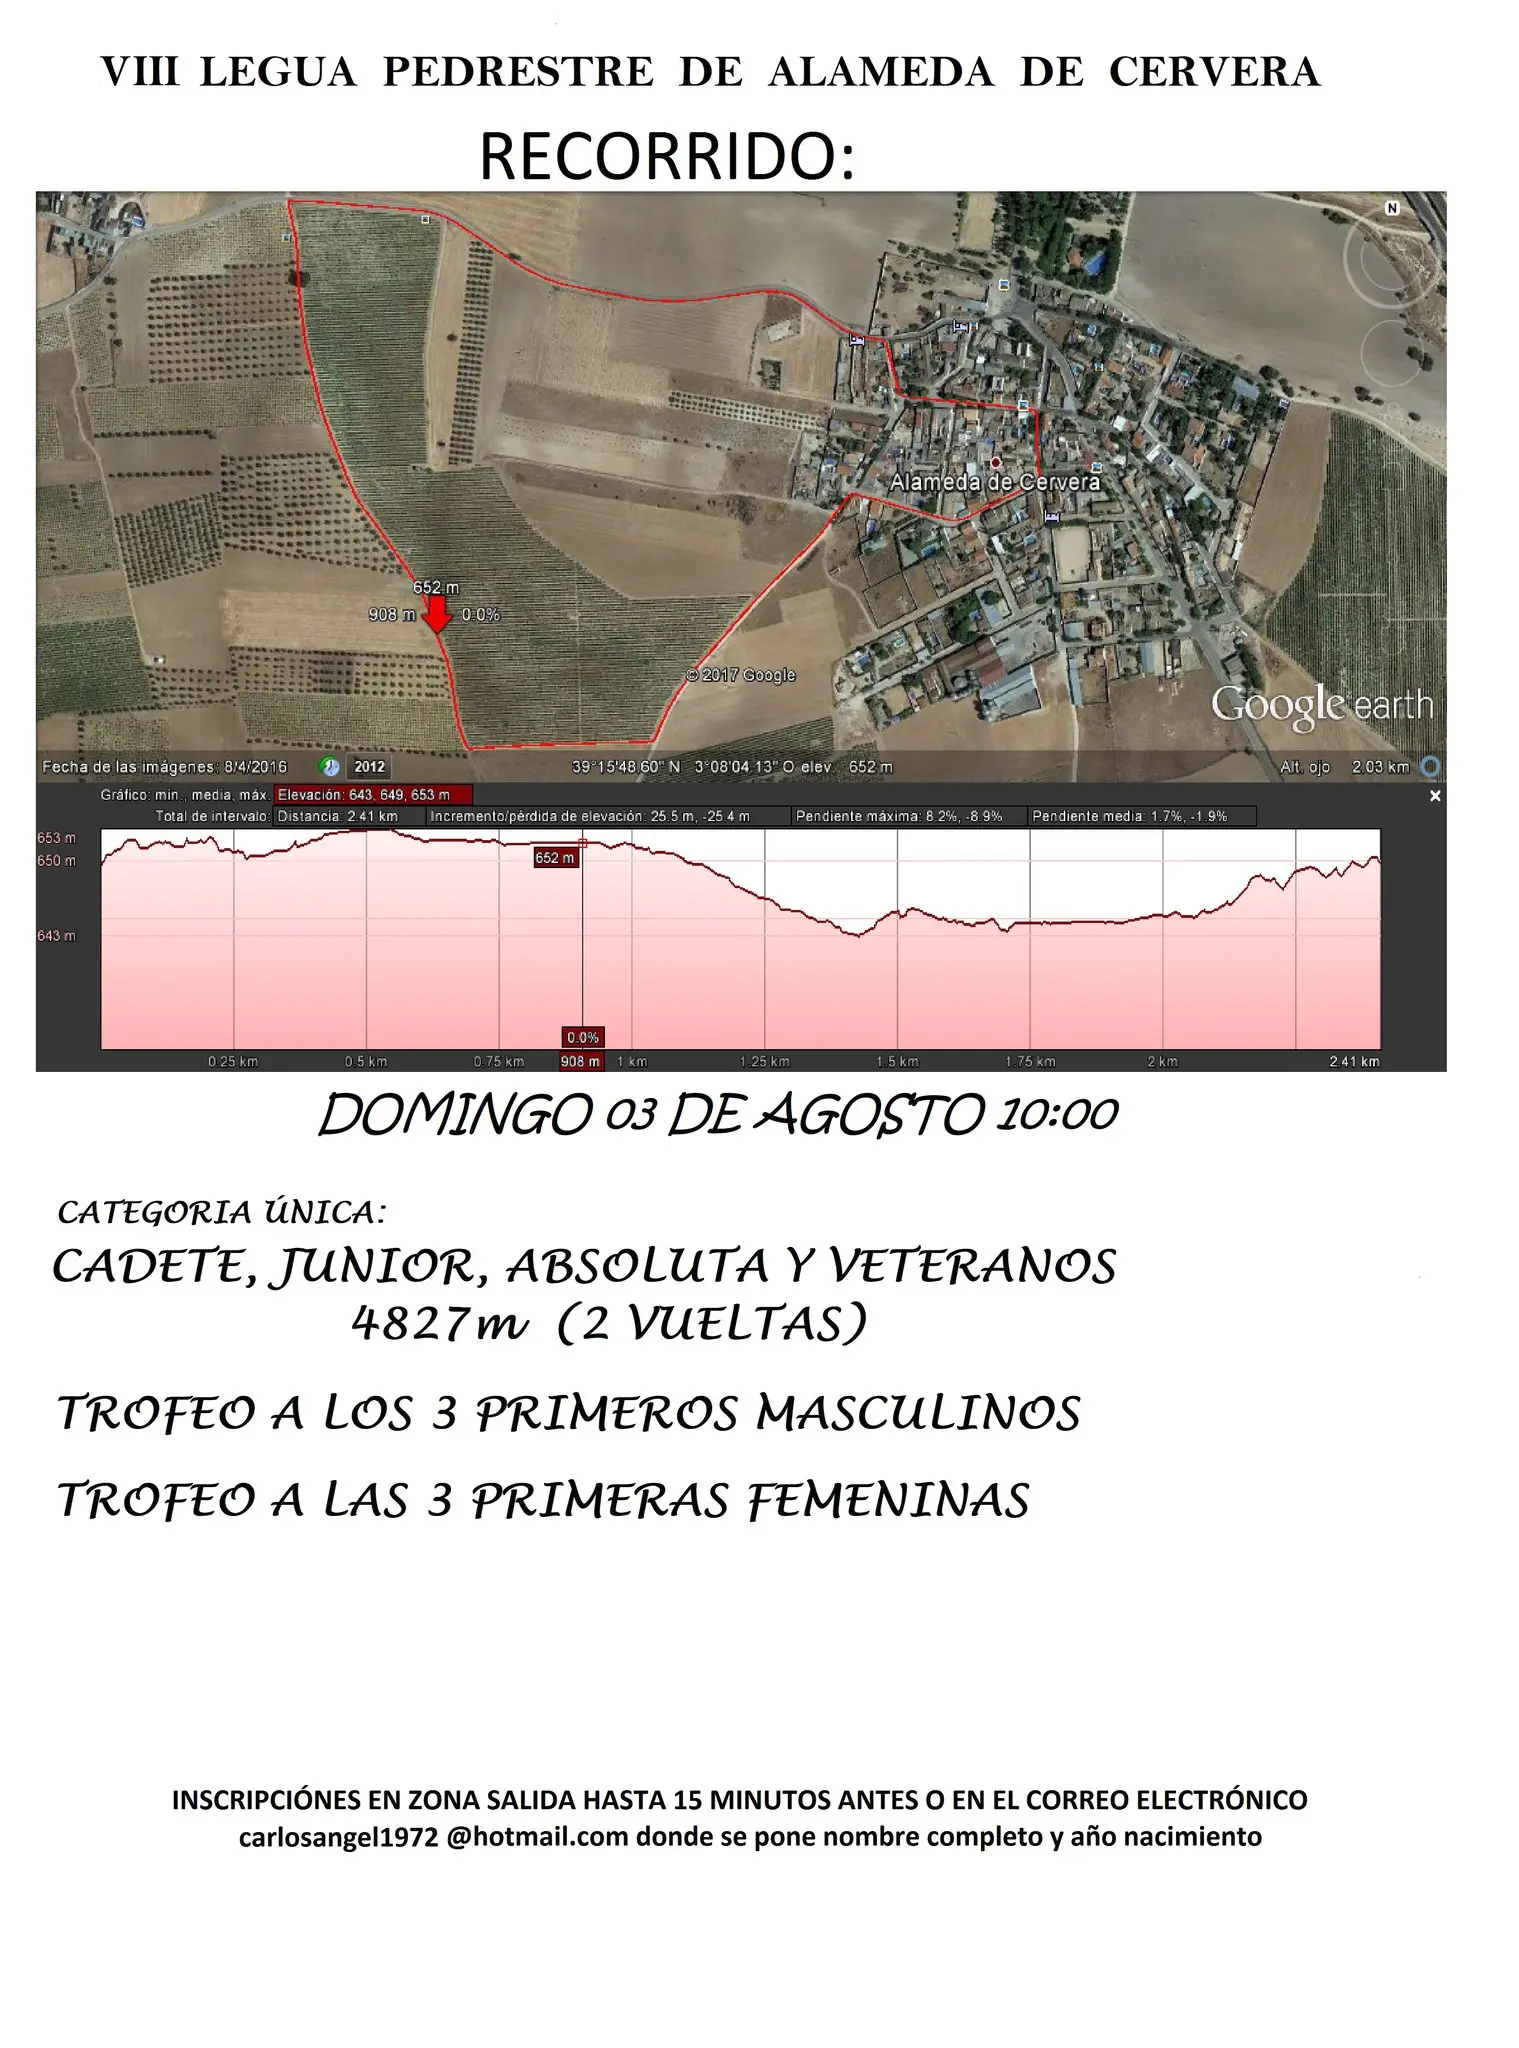 VIII LEGUA PEDRESTRE DE ALAMEDA DE CERVERA
RECORRIDO:
N
Alameda de Cervera
652 m
908 m 0.0%
© 2017 Google
Google earth
Fecha de las imágenes: 8/4/2016 2012 39°15'48.60" N 3°08'04.13" O elev. 652 m Alt. ojo 2.03 km
Gráfico: mín., media, máx. Elevación: 643, 649, 653 m
Total de intervalo: Distancia: 2.41 km Incremento/pérdida de elevación: 25.5 m, -25.4 m Pendiente máxima: 8.2%, -8.9% Pendiente media: 1.7%, -1.9%
653 m
650 m
652 m
643 m
0.0%
0.25 km 0.5 km 0.75 km 908 m 1 km 1.25 km 1.5 km 1.75 km 2 km 2.41 km
DOMINGO 03 DE AGOSTO 10:00
CATEGORIA ÚNICA:
CADETE, JUNIOR, ABSOLUTA Y VETERANOS
4827m (2 VUELTAS)
TROFEO A LOS 3 PRIMEROS MASCULINOS
TROFEO A LAS 3 PRIMERAS FEMENINAS
INSCRIPCIÓNES EN ZONA SALIDA HASTA 15 MINUTOS ANTES O EN EL CORREO ELECTRÓNICO
carlosangel1972 @hotmail.com donde se pone nombre completo y año nacimiento